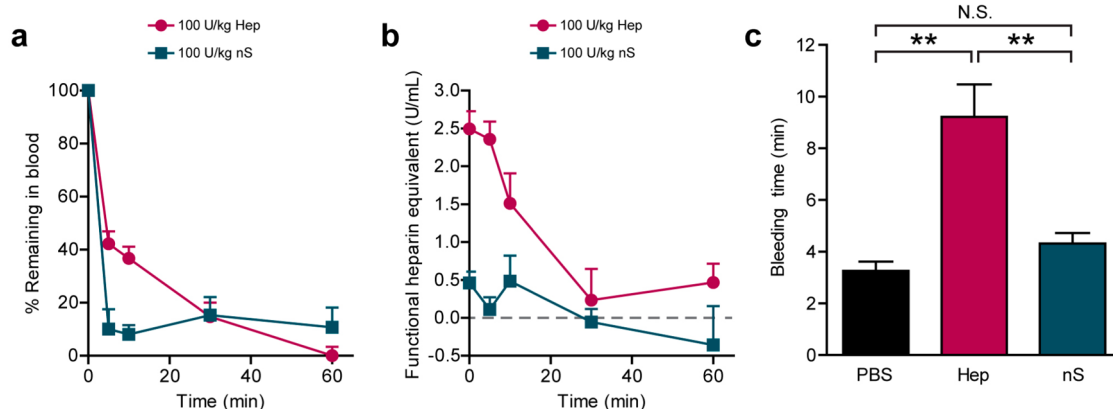 a
100 U/kg Hep
100 U/kg nS
% Remaining in blood
100
80
60
40
20
0
0 20 40 60
Time (min)
b
100 U/kg Hep
100 U/kg nS
Functional heparin equivalent (U/mL)
3.0
2.5
2.0
1.5
1.0
0.5
0.0
-0.5
0 20 40 60
Time (min)
c
N.S.
** **
Bleeding time (min)
12
10
8
6
4
2
0
PBS Hep nS